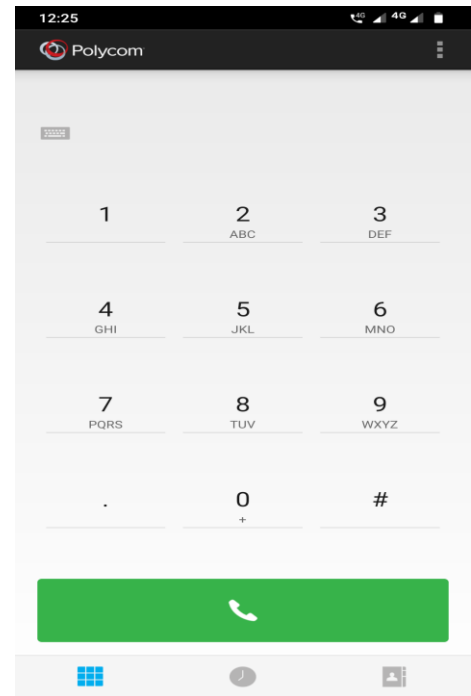 12:25 4G 4G
Polycom
1 2 3
ABC DEF
4 5 6
GHI JKL MNO
7 8 9
PQRS TUV WXYZ
. 0 #
+